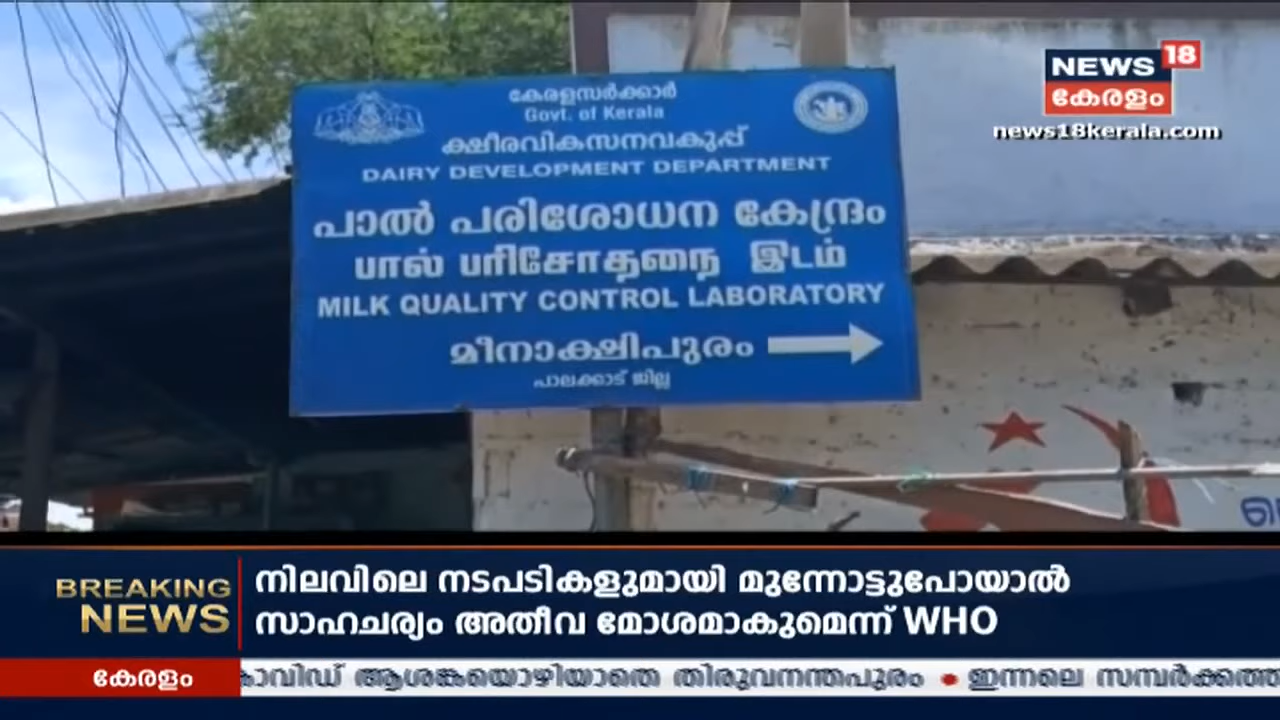 NEWS 18
കേരളം
news18kerala.com
കേരളസർക്കാർ
Govt. of Kerala
ക്ഷീരവികസനവകുപ്പ്
DAIRY DEVELOPMENT DEPARTMENT
പാൽ പരിശോധന കേന്ദ്രം
பால் பரிசோதனை இடம்
MILK QUALITY CONTROL LABORATORY
മീനാക്ഷിപുരം
പാലക്കാട് ജില്ല
BREAKING NEWS
നിലവിലെ നടപടികളുമായി മുന്നോട്ടുപോയാൽ
സാഹചര്യം അതീവ മോശമാകുമെന്ന് WHO
കേരളം
ആശങ്കയൊഴിയാതെ തിരുവനന്തപുരം • ഇന്നലെ